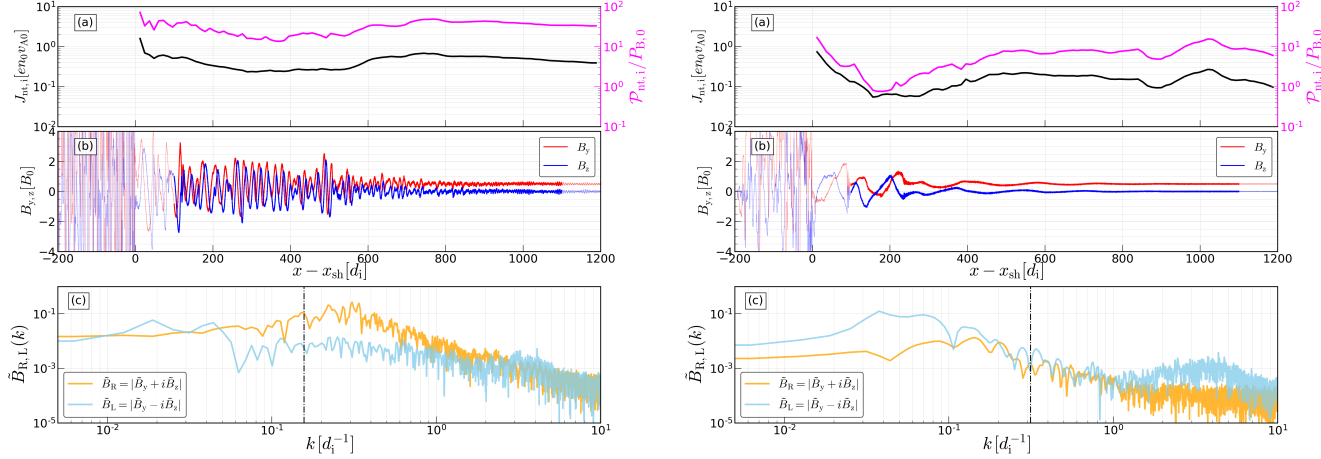 (a)
J_nt,i [en_0 v_A0]
10^1
10^0
10^-1
10^-2
10^2
10^1
10^0
10^-1
𝒫_nt,i / P_B,0
(b)
B_y,z [B_0]
4
2
0
−2
−4
B_y
B_z
−200 0 200 400 600 800 1000 1200
x − x_sh [d_i]
(c)
B̃_R,L(k)
10^-1
10^-3
10^-5
B̃_R = |B̃_y + iB̃_z|
B̃_L = |B̃_y − iB̃_z|
10^-2 10^-1 10^0 10^1
k [d_i^-1]
(a)
J_nt,i [en_0 v_A0]
10^1
10^0
10^-1
10^-2
10^2
10^1
10^0
10^-1
𝒫_nt,i / P_B,0
(b)
B_y,z [B_0]
4
2
0
−2
−4
B_y
B_z
−200 0 200 400 600 800 1000 1200
x − x_sh [d_i]
(c)
B̃_R,L(k)
10^-1
10^-3
10^-5
B̃_R = |B̃_y + iB̃_z|
B̃_L = |B̃_y − iB̃_z|
10^-2 10^-1 10^0 10^1
k [d_i^-1]